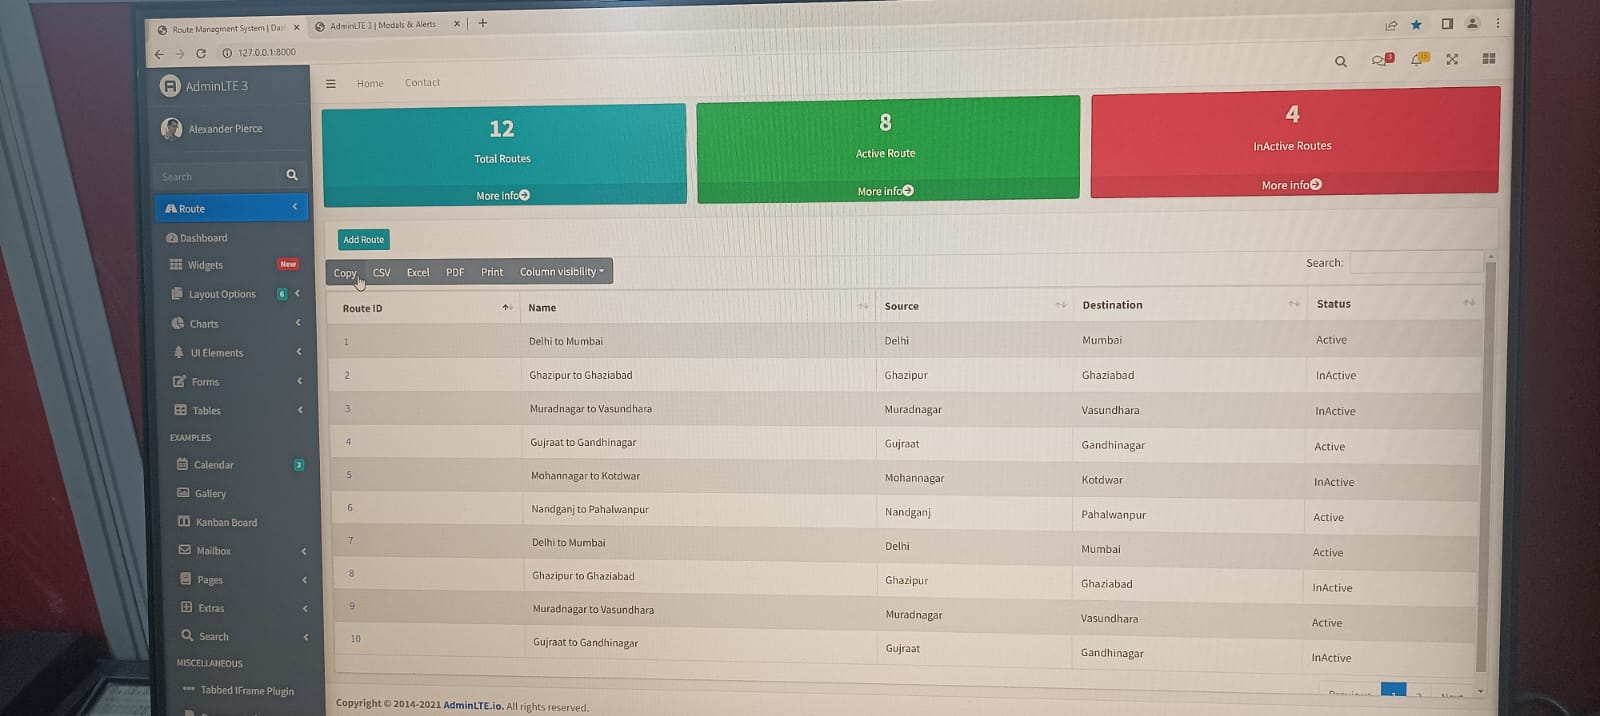 Route Managment System | Das
AdminLTE 3 | Modals & Alerts
127.0.0.1:8000
AdminLTE 3
Home Contact
3
15
Alexander Pierce
Search
12
Total Routes
More info
8
Active Route
More info
4
InActive Routes
More info
Route
Dashboard
Widgets New
Layout Options 6
Charts
UI Elements
Forms
Tables
EXAMPLES
Calendar 2
Gallery
Kanban Board
Mailbox
Pages
Extras
Search
MISCELLANEOUS
Tabbed IFrame Plugin
Add Route
Copy CSV Excel PDF Print Column visibility
Search:
Route ID Name Source Destination Status
1 Delhi to Mumbai Delhi Mumbai Active
2 Ghazipur to Ghaziabad Ghazipur Ghaziabad InActive
3 Muradnagar to Vasundhara Muradnagar Vasundhara InActive
4 Gujraat to Gandhinagar Gujraat Gandhinagar Active
5 Mohannagar to Kotdwar Mohannagar Kotdwar InActive
6 Nandganj to Pahalwanpur Nandganj Pahalwanpur Active
7 Delhi to Mumbai Delhi Mumbai Active
8 Ghazipur to Ghaziabad Ghazipur Ghaziabad InActive
9 Muradnagar to Vasundhara Muradnagar Vasundhara Active
10 Gujraat to Gandhinagar Gujraat Gandhinagar InActive
Previous 1 2 Next
Copyright © 2014-2021 AdminLTE.io. All rights reserved.